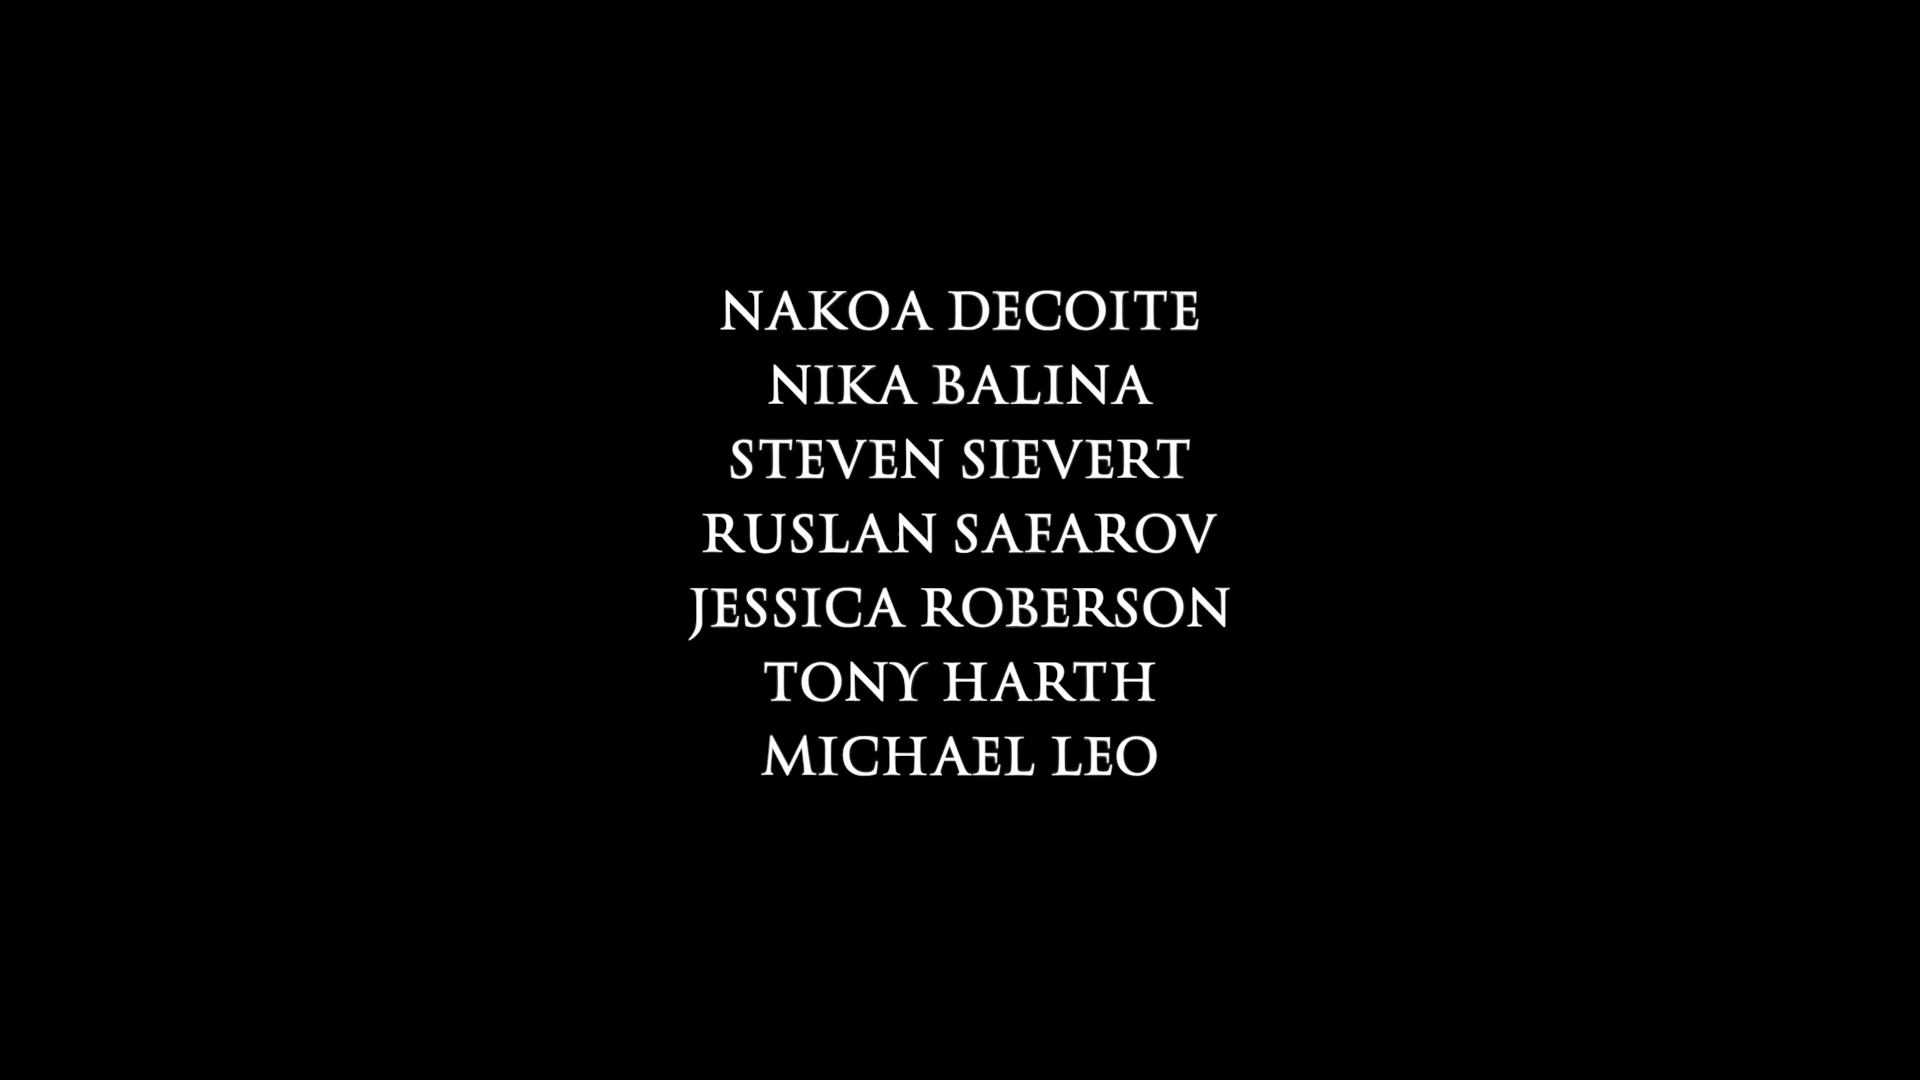 NAKOA DECOITE
NIKA BALINA
STEVEN SIEVERT
RUSLAN SAFAROV
JESSICA ROBERSON
TONY HARTH
MICHAEL LEO